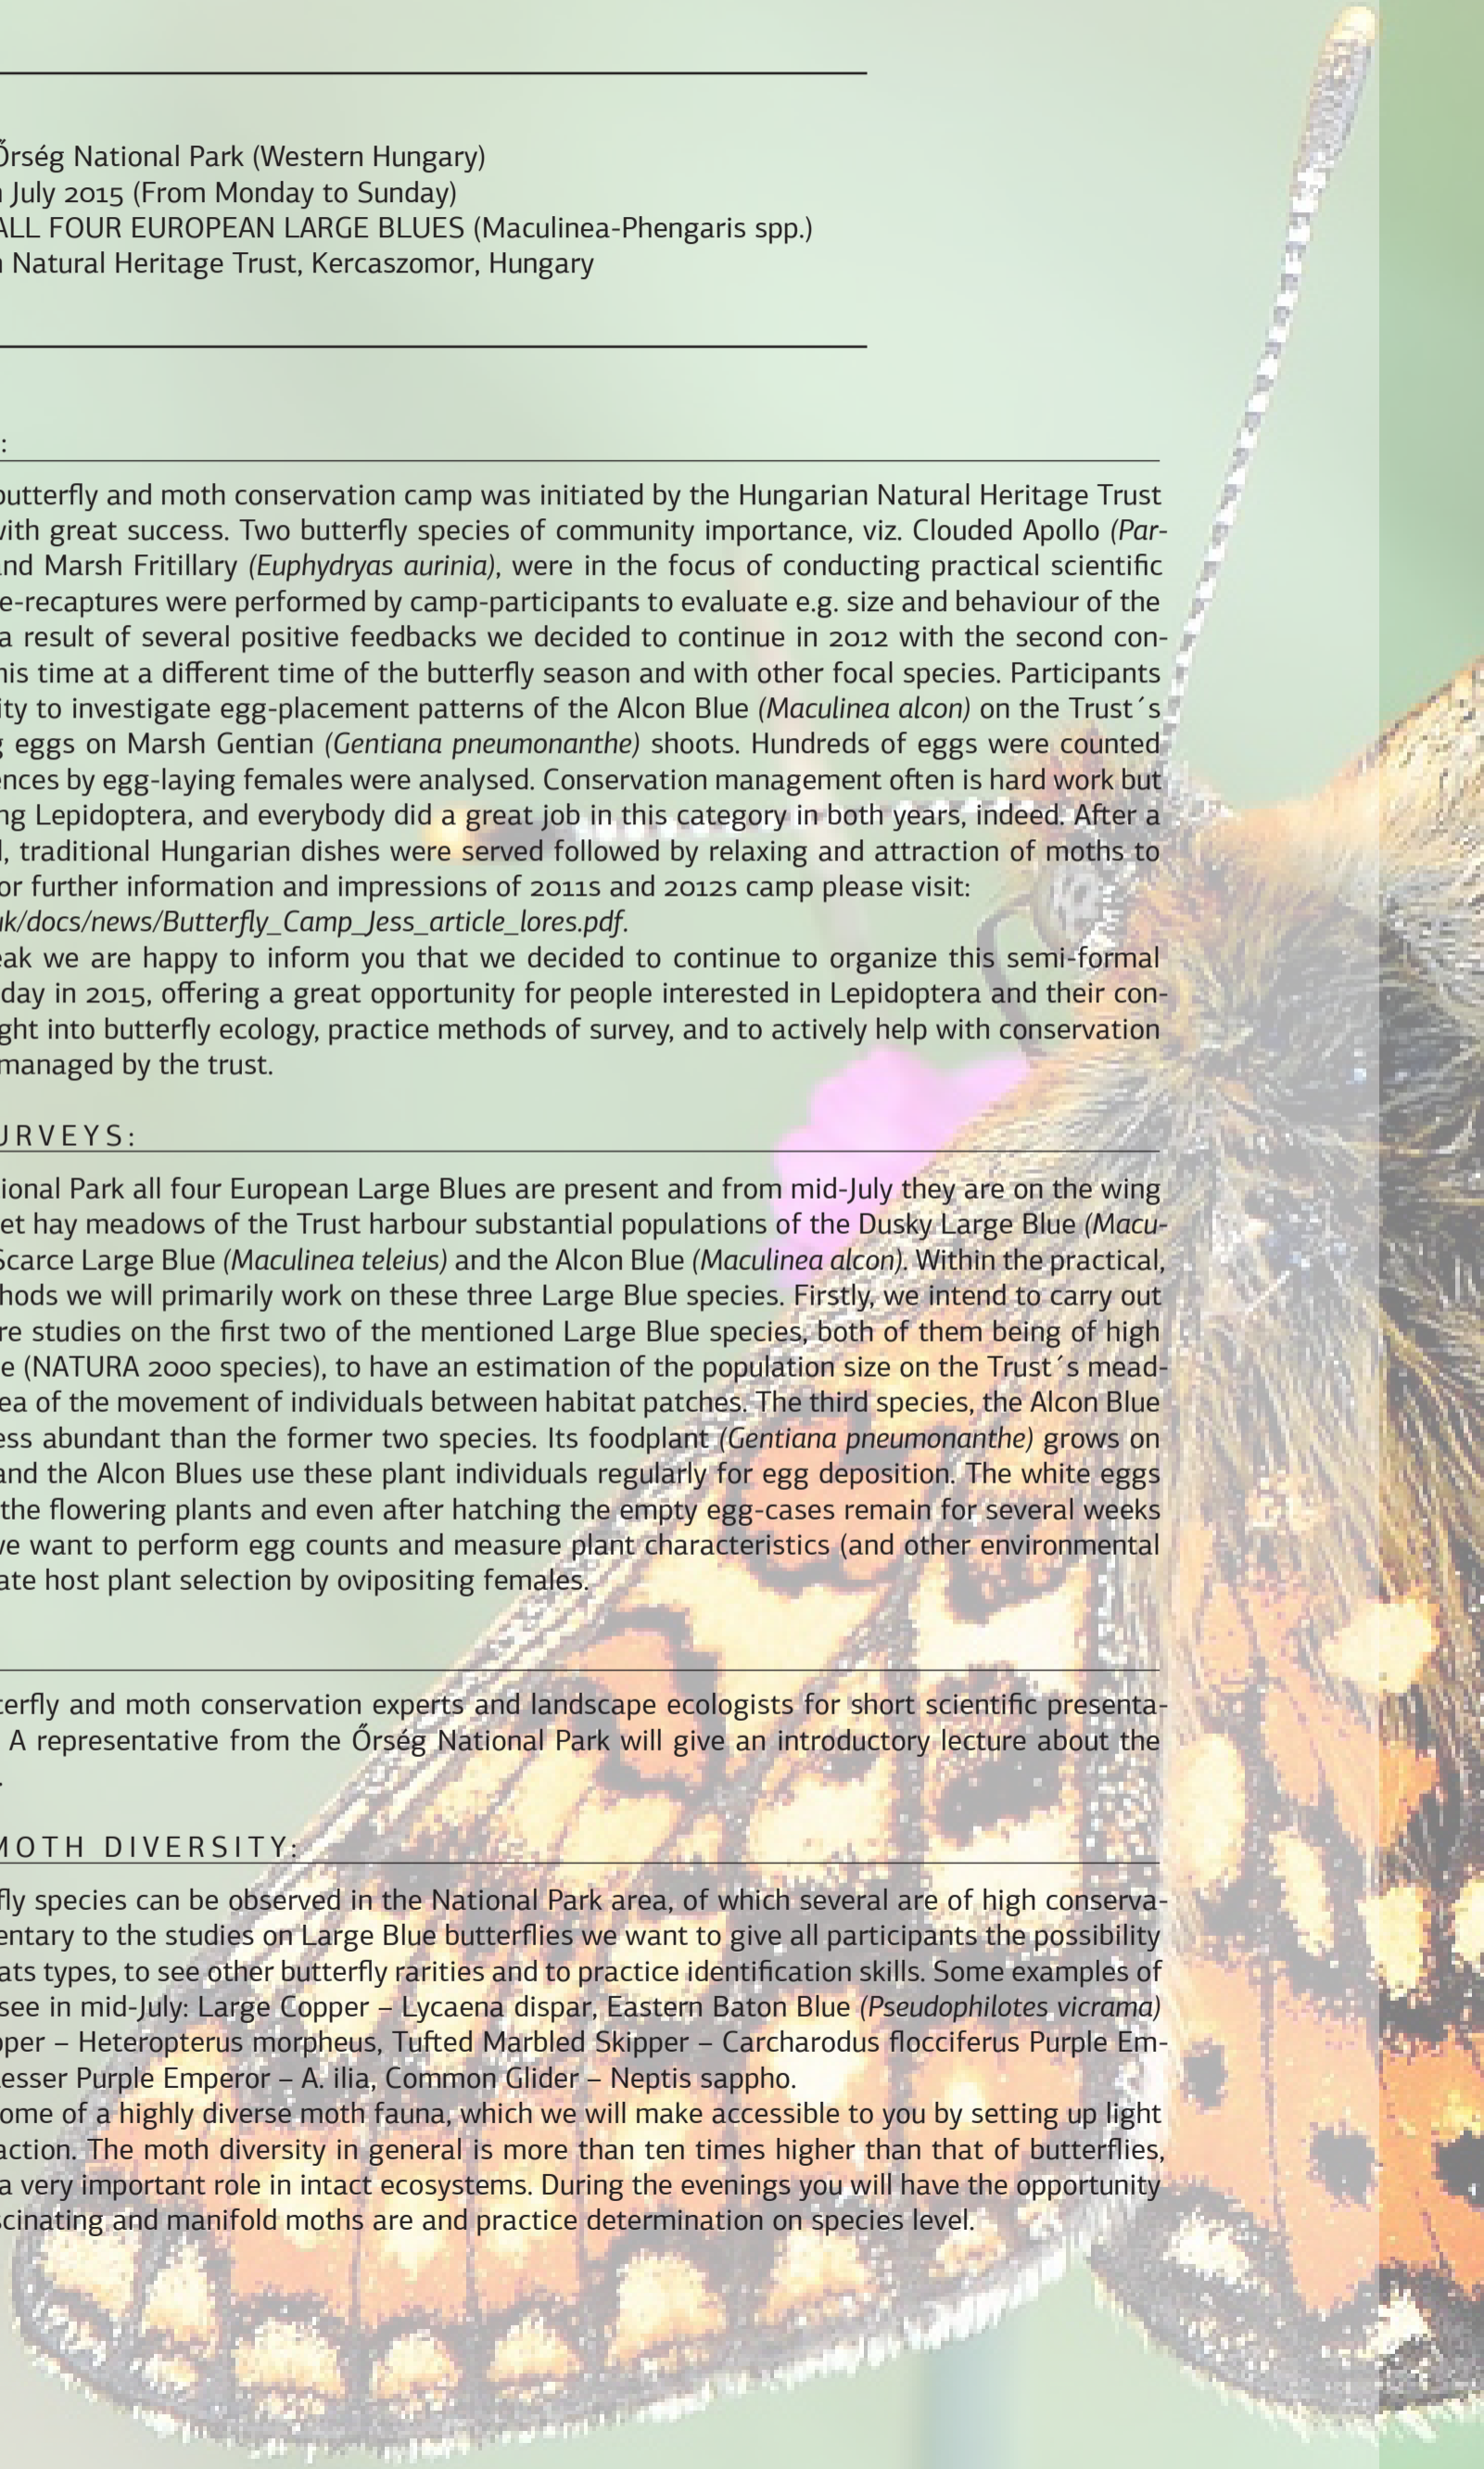 Őrség National Park (Western Hungary)
July 2015 (From Monday to Sunday)
ALL FOUR EUROPEAN LARGE BLUES (Maculinea-Phengaris spp.)
Natural Heritage Trust, Kercaszomor, Hungary
:
butterfly and moth conservation camp was initiated by the Hungarian Natural Heritage Trust
with great success. Two butterfly species of community importance, viz. Clouded Apollo (Par-
and Marsh Fritillary (Euphydryas aurinia), were in the focus of conducting practical scientific
e-recaptures were performed by camp-participants to evaluate e.g. size and behaviour of the
a result of several positive feedbacks we decided to continue in 2012 with the second con-
his time at a different time of the butterfly season and with other focal species. Participants
ity to investigate egg-placement patterns of the Alcon Blue (Maculinea alcon) on the Trust´s
g eggs on Marsh Gentian (Gentiana pneumonanthe) shoots. Hundreds of eggs were counted
ences by egg-laying females were analysed. Conservation management often is hard work but
ng Lepidoptera, and everybody did a great job in this category in both years, indeed. After a
, traditional Hungarian dishes were served followed by relaxing and attraction of moths to
or further information and impressions of 2011s and 2012s camp please visit:
uk/docs/news/Butterfly_Camp_Jess_article_lores.pdf.
eak we are happy to inform you that we decided to continue to organize this semi-formal
day in 2015, offering a great opportunity for people interested in Lepidoptera and their con-
ght into butterfly ecology, practice methods of survey, and to actively help with conservation
managed by the trust.
URVEYS:
ional Park all four European Large Blues are present and from mid-July they are on the wing
et hay meadows of the Trust harbour substantial populations of the Dusky Large Blue (Macu-
Scarce Large Blue (Maculinea teleius) and the Alcon Blue (Maculinea alcon). Within the practical,
hods we will primarily work on these three Large Blue species. Firstly, we intend to carry out
re studies on the first two of the mentioned Large Blue species, both of them being of high
e (NATURA 2000 species), to have an estimation of the population size on the Trust´s mead-
ea of the movement of individuals between habitat patches. The third species, the Alcon Blue
ess abundant than the former two species. Its foodplant (Gentiana pneumonanthe) grows on
and the Alcon Blues use these plant individuals regularly for egg deposition. The white eggs
the flowering plants and even after hatching the empty egg-cases remain for several weeks
we want to perform egg counts and measure plant characteristics (and other environmental
ate host plant selection by ovipositing females.
terfly and moth conservation experts and landscape ecologists for short scientific presenta-
A representative from the Őrség National Park will give an introductory lecture about the
.
MOTH DIVERSITY:
fly species can be observed in the National Park area, of which several are of high conserva-
entary to the studies on Large Blue butterflies we want to give all participants the possibility
ats types, to see other butterfly rarities and to practice identification skills. Some examples of
see in mid-July: Large Copper – Lycaena dispar, Eastern Baton Blue (Pseudophilotes vicrama)
pper – Heteropterus morpheus, Tufted Marbled Skipper – Carcharodus flocciferus Purple Em-
Lesser Purple Emperor – A. ilia, Common Glider – Neptis sappho.
ome of a highly diverse moth fauna, which we will make accessible to you by setting up light
action. The moth diversity in general is more than ten times higher than that of butterflies,
a very important role in intact ecosystems. During the evenings you will have the opportunity
scinating and manifold moths are and practice determination on species level.